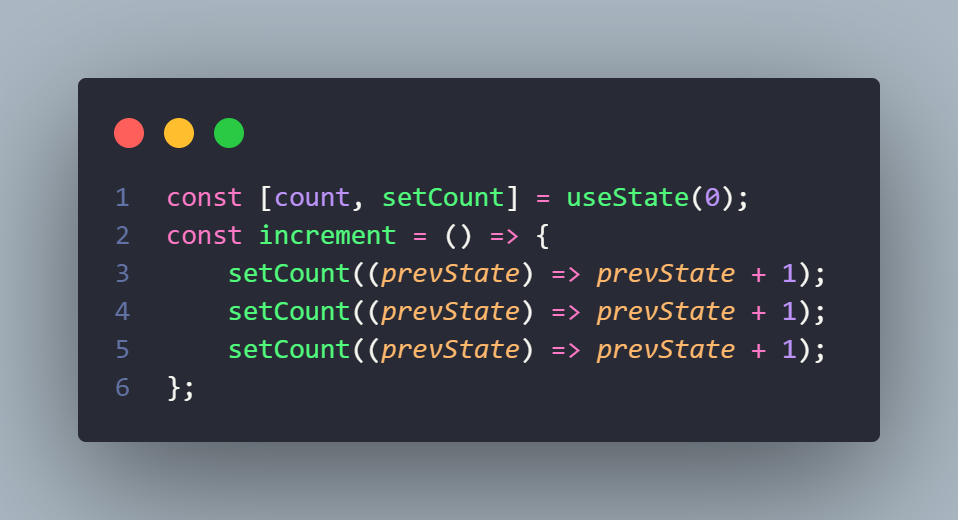 1 const [count, setCount] = useState(0);
2 const increment = () => {
3     setCount((prevState) => prevState + 1);
4     setCount((prevState) => prevState + 1);
5     setCount((prevState) => prevState + 1);
6 };